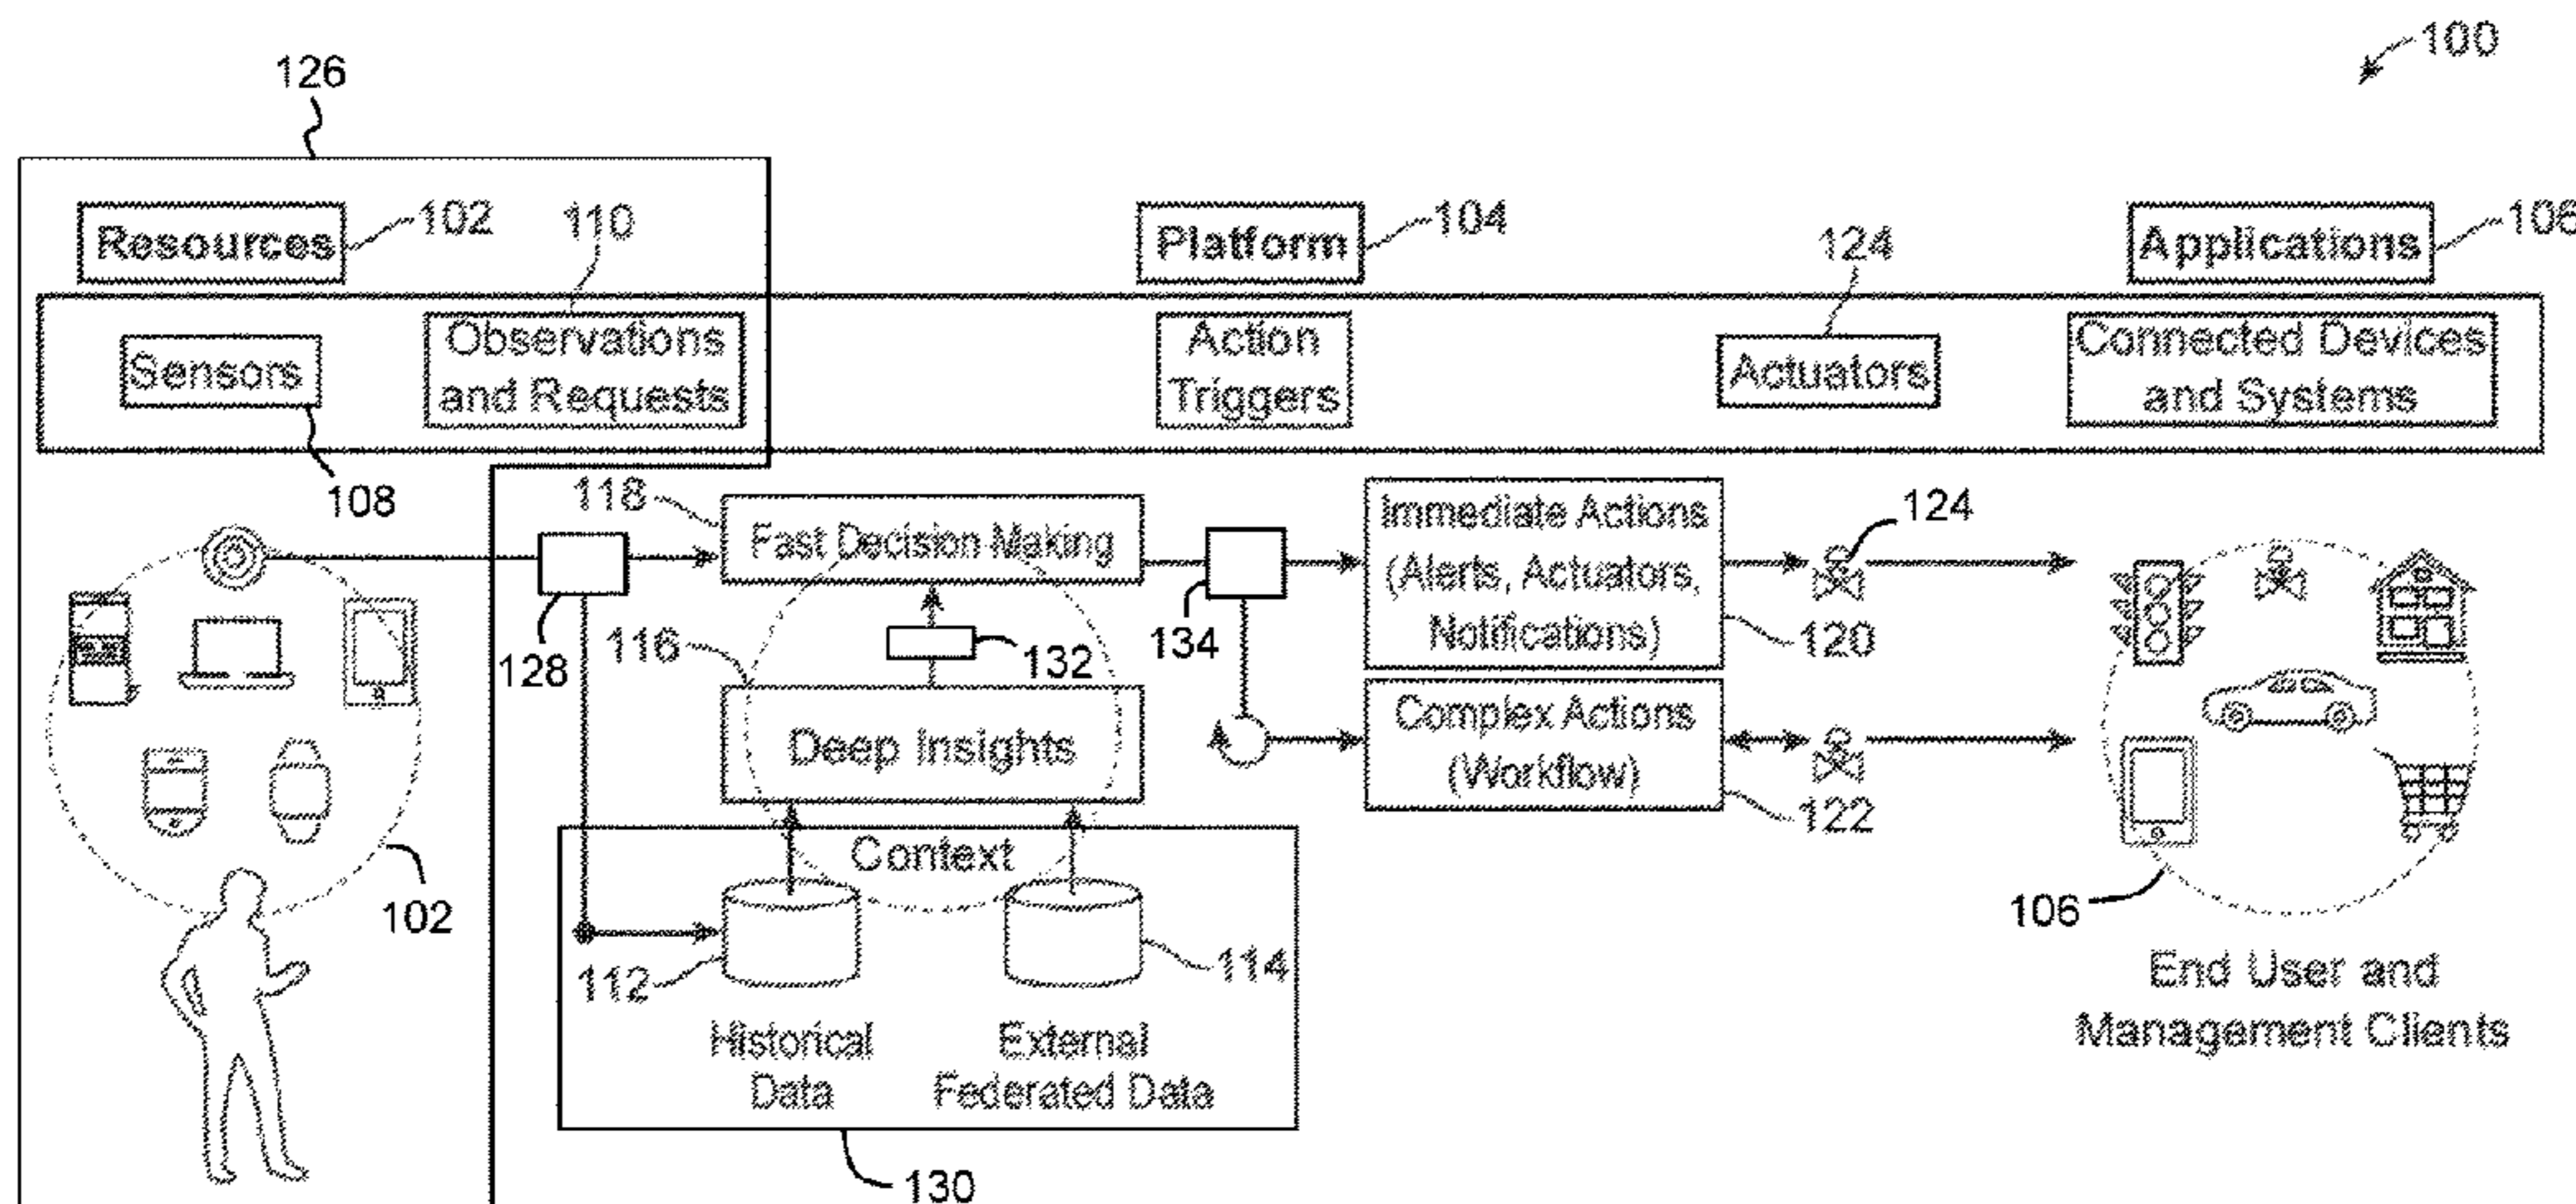 100
126
Resources
102
110
Platform
104
124
Applications
106
Sensors
Observations
and Requests
Action
Triggers
Actuators
Connected Devices
and Systems
108
118
Fast Decision Making
128
116
132
134
Immediate Actions
(Alerts, Actuators,
Notifications)
120
124
Deep Insights
Complex Actions
(Workflow)
122
102
Context
112
114
Historical
Data
External
Federated Data
130
106
End User and
Management Clients